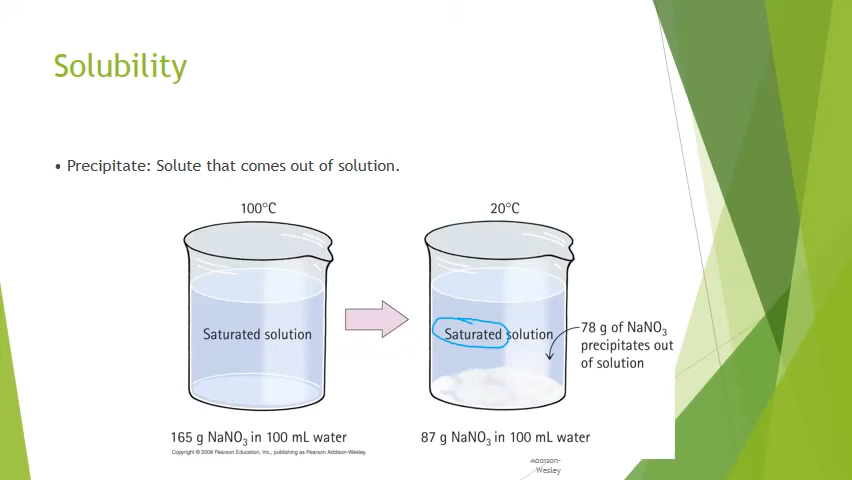 Solubility
• Precipitate: Solute that comes out of solution.
100°C
20°C
Saturated solution
Saturated solution
78 g of NaNO₃
precipitates out
of solution
165 g NaNO₃ in 100 mL water
87 g NaNO₃ in 100 mL water
Copyright © 2008 Pearson Education, Inc., publishing as Pearson Addison-Wesley.
Addison-
Wesley